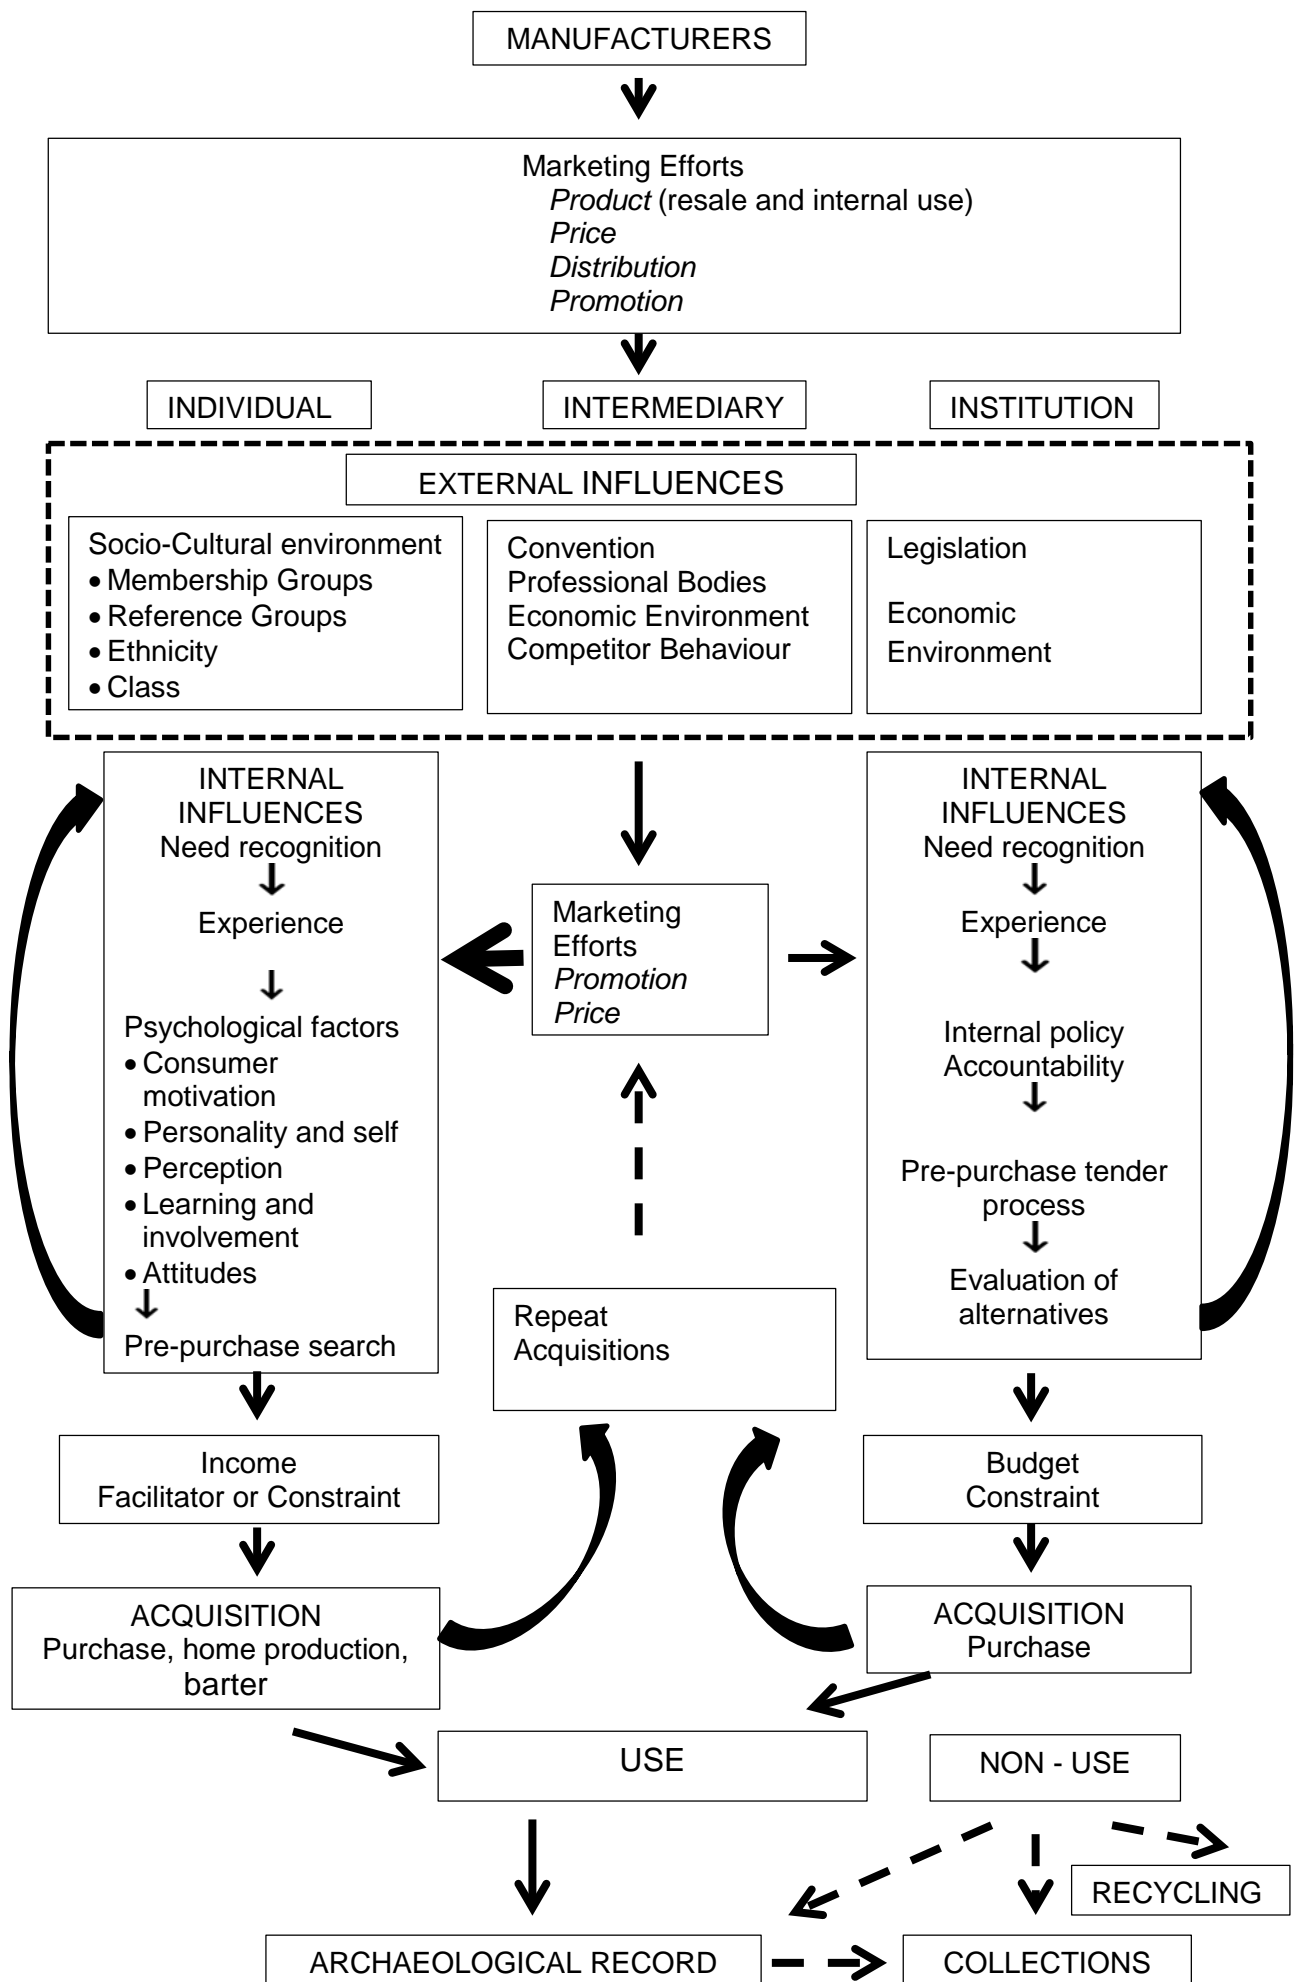 MANUFACTURERS
Marketing Efforts
Product (resale and internal use)
Price
Distribution
Promotion
INDIVIDUAL
INTERMEDIARY
INSTITUTION
EXTERNAL INFLUENCES
Socio-Cultural environment
• Membership Groups
• Reference Groups
• Ethnicity
• Class
Convention
Professional Bodies
Economic Environment
Competitor Behaviour
Legislation
Economic
Environment
INTERNAL
INFLUENCES
Need recognition
Experience
Psychological factors
• Consumer
motivation
• Personality and self
• Perception
• Learning and
involvement
• Attitudes
Pre-purchase search
Marketing
Efforts
Promotion
Price
INTERNAL
INFLUENCES
Need recognition
Experience
Internal policy
Accountability
Pre-purchase tender
process
Evaluation of
alternatives
Repeat
Acquisitions
Income
Facilitator or Constraint
Budget
Constraint
ACQUISITION
Purchase, home production,
barter
ACQUISITION
Purchase
USE
NON - USE
RECYCLING
ARCHAEOLOGICAL RECORD
COLLECTIONS